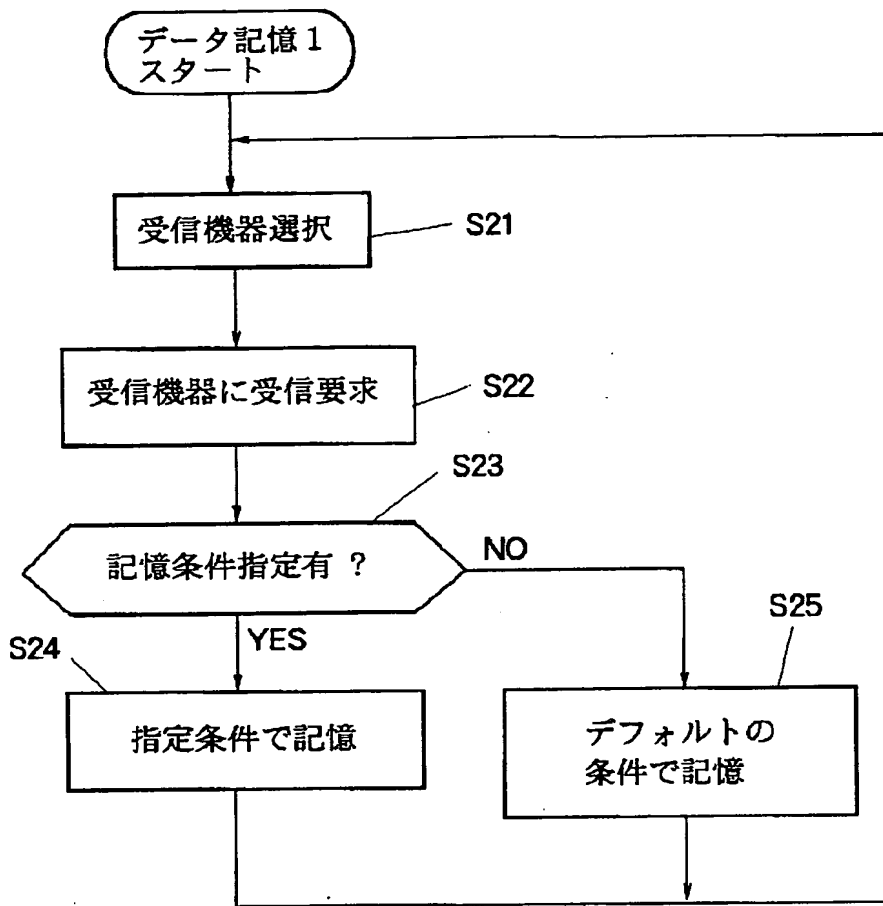 データ記憶１
スタート
受信機器選択
S21
受信機器に受信要求
S22
S23
記憶条件指定有 ？
NO
YES
S24
指定条件で記憶
S25
デフォルトの
条件で記憶